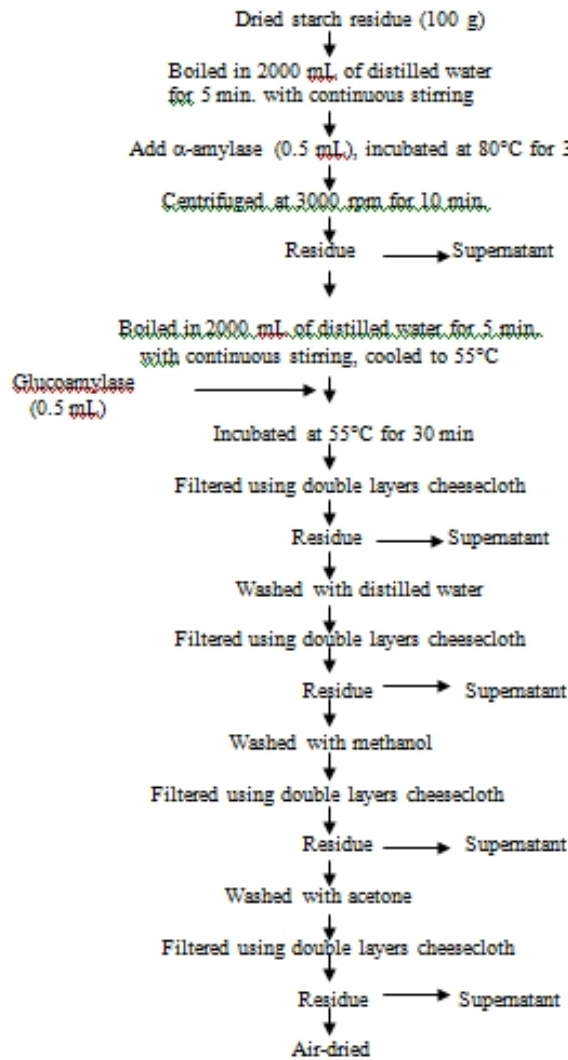 Dried starch residue (100 g)
Boiled in 2000 mL of distilled water
for 5 min. with continuous stirring
Add α-amylase (0.5 mL), incubated at 80°C for 3
Centrifuged at 3000 rpm for 10 min.
Residue Supernatant
Boiled in 2000 mL of distilled water for 5 min.
with continuous stirring, cooled to 55°C
Glucoamylase
(0.5 mL)
Incubated at 55°C for 30 min
Filtered using double layers cheesecloth
Residue Supernatant
Washed with distilled water
Filtered using double layers cheesecloth
Residue Supernatant
Washed with methanol
Filtered using double layers cheesecloth
Residue Supernatant
Washed with acetone
Filtered using double layers cheesecloth
Residue Supernatant
Air-dried